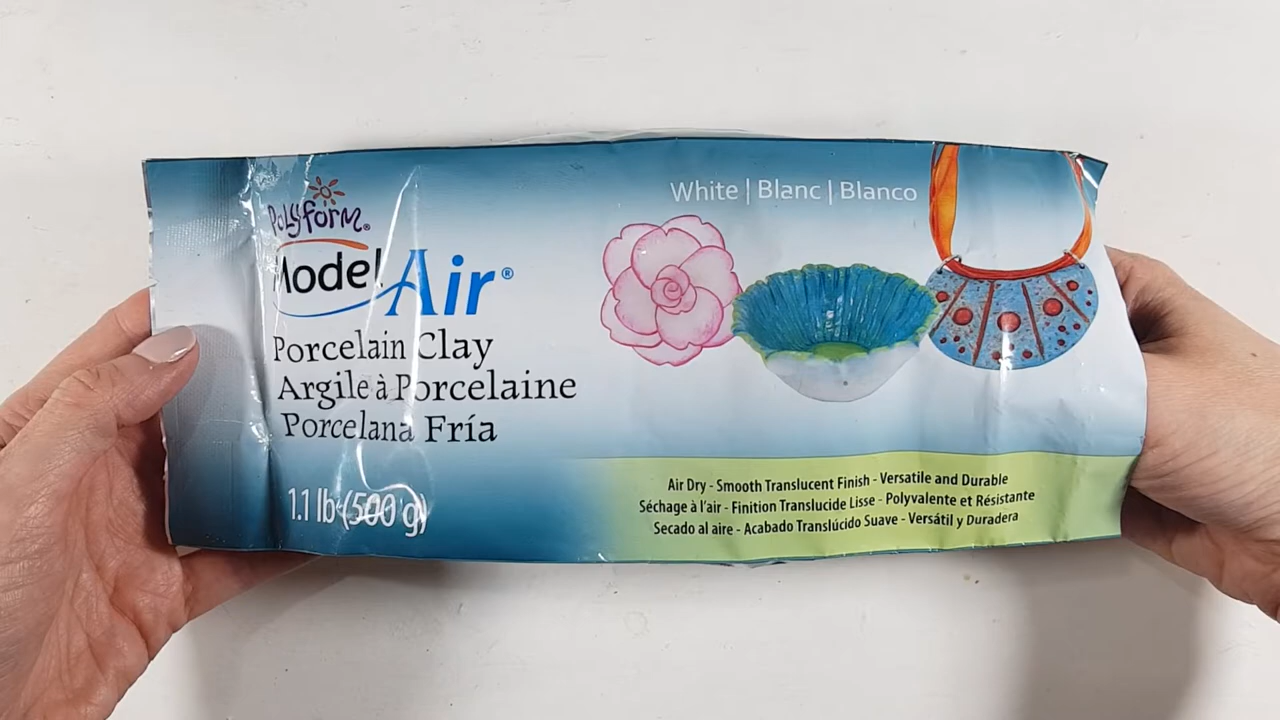 Polyform®
Model Air®
Porcelain Clay
Argile à Porcelaine
Porcelana Fría
1.1 lb (500 g)
White | Blanc | Blanco
Air Dry - Smooth Translucent Finish - Versatile and Durable
Séchage à l'air - Finition Translucide Lisse - Polyvalente et Résistante
Secado al aire - Acabado Translúcido Suave - Versátil y Duradera